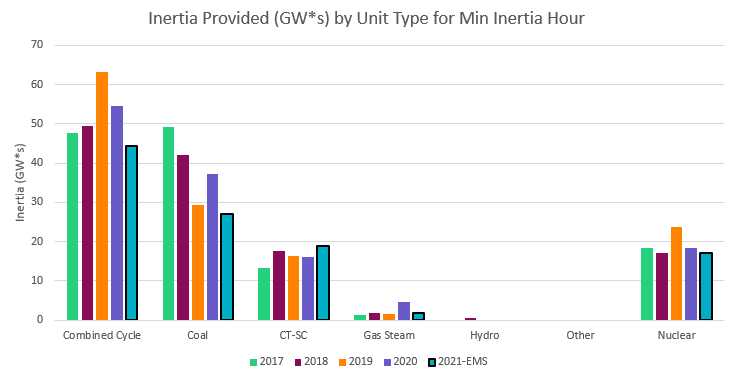 Inertia Provided (GW*s) by Unit Type for Min Inertia Hour
70
60
50
40
30
20
10
0
Inertia (GW*s)
Combined Cycle Coal CT-SC Gas Steam Hydro Other Nuclear
2017 2018 2019 2020 2021-EMS